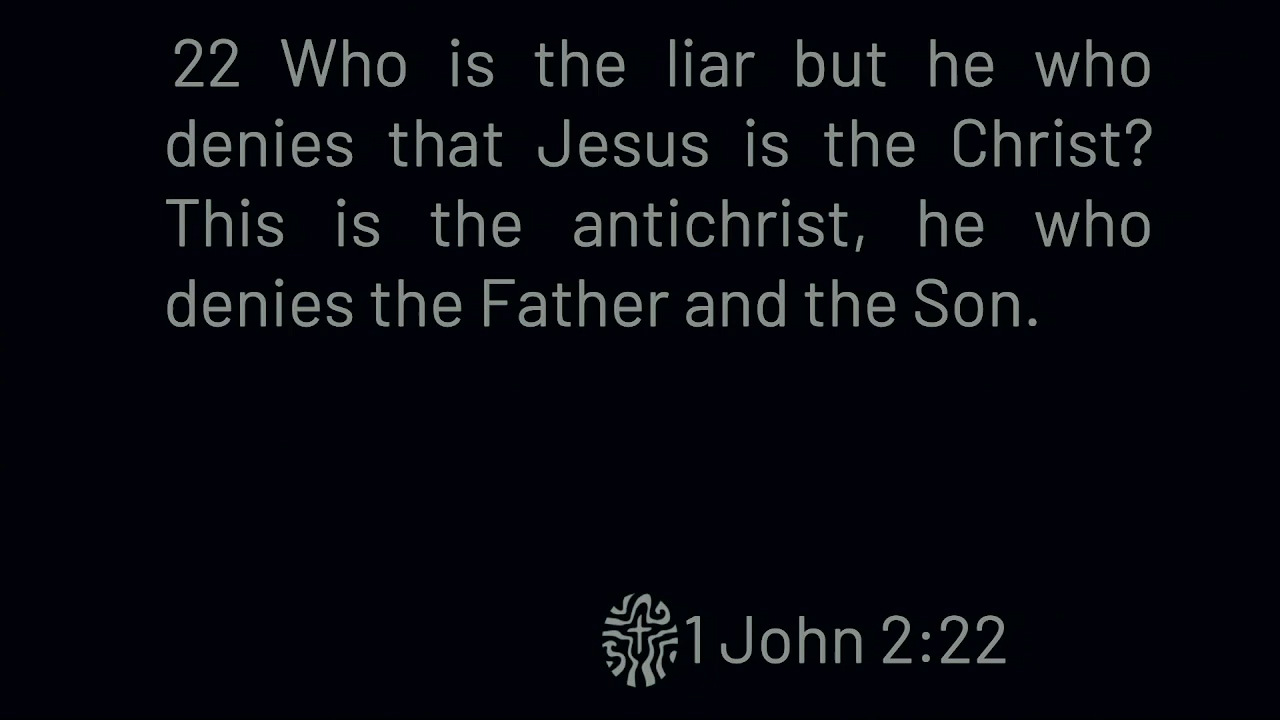 22 Who is the liar but he who
denies that Jesus is the Christ?
This is the antichrist, he who
denies the Father and the Son.
1 John 2:22